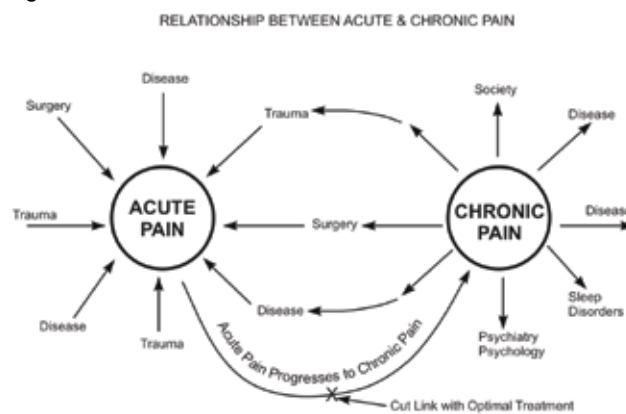 RELATIONSHIP BETWEEN ACUTE & CHRONIC PAIN
Disease
Surgery
Trauma
Society
Disease
Trauma
ACUTE
PAIN
Surgery
CHRONIC
PAIN
Disease
Disease
Trauma
Disease
Sleep
Disorders
Psychiatry
Psychology
Acute Pain Progresses to Chronic Pain
X
Cut Link with Optimal Treatment